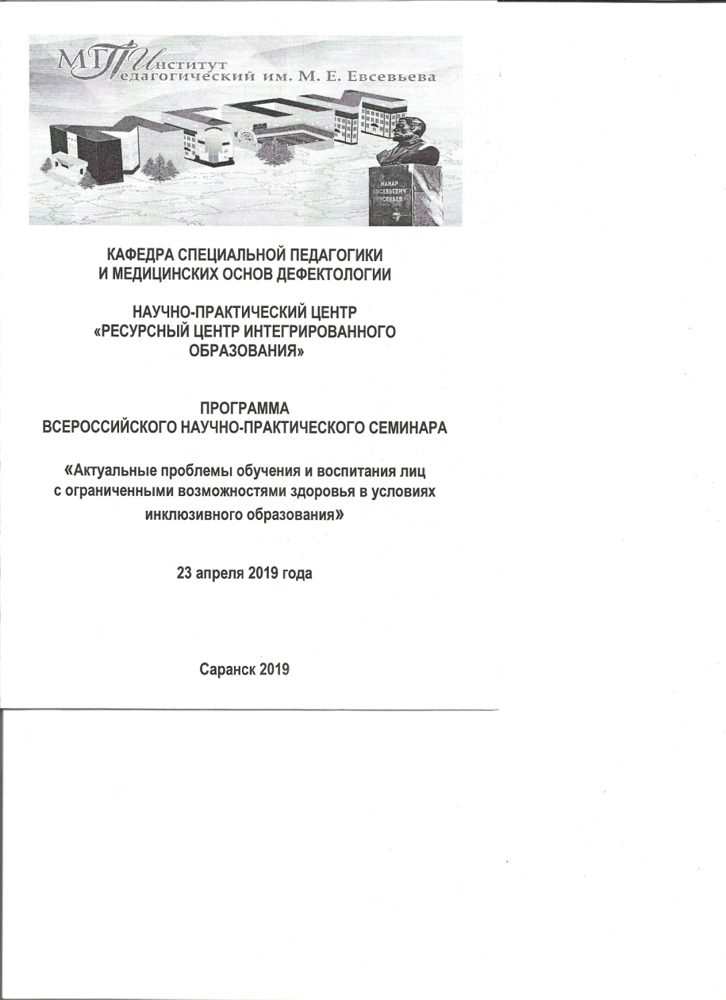 МГПИнститут
едагогический им. М. Е. Евсевьева
МАКАР
ЕВСЕВЬЕВИЧ
ЕВСЕВЬЕВ
КАФЕДРА СПЕЦИАЛЬНОЙ ПЕДАГОГИКИ
И МЕДИЦИНСКИХ ОСНОВ ДЕФЕКТОЛОГИИ
НАУЧНО-ПРАКТИЧЕСКИЙ ЦЕНТР
«РЕСУРСНЫЙ ЦЕНТР ИНТЕГРИРОВАННОГО
ОБРАЗОВАНИЯ»
ПРОГРАММА
ВСЕРОССИЙСКОГО НАУЧНО-ПРАКТИЧЕСКОГО СЕМИНАРА
«Актуальные проблемы обучения и воспитания лиц
с ограниченными возможностями здоровья в условиях
инклюзивного образования»
23 апреля 2019 года
Саранск 2019